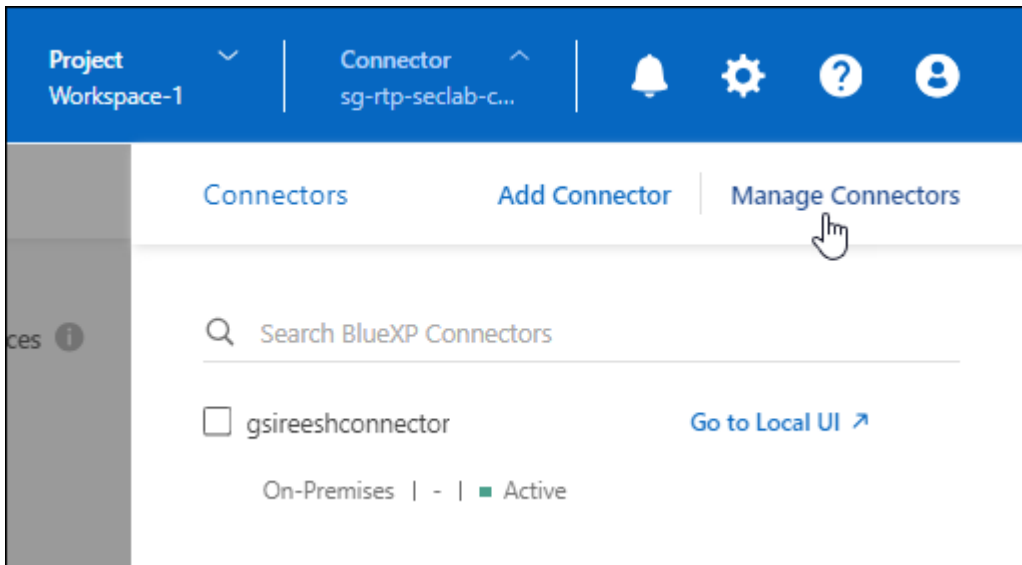 Project
Workspace-1
Connector
sg-rtp-seclab-c...
Connectors
Add Connector
Manage Connectors
ces
Search BlueXP Connectors
gsireeshconnector
Go to Local UI
On-Premises | - | Active